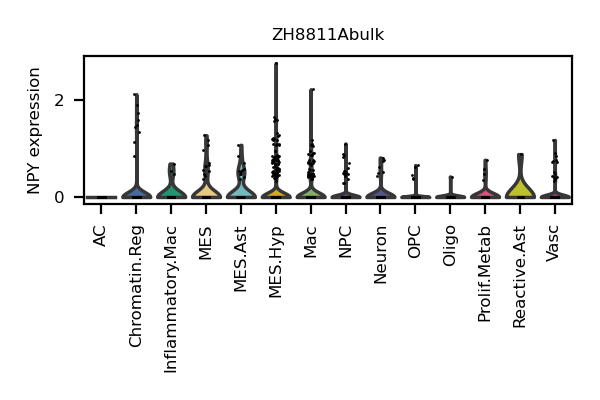 ZH8811Abulk
NPY expression
2
0
AC
Chromatin.Reg
Inflammatory.Mac
MES
MES.Ast
MES.Hyp
Mac
NPC
Neuron
OPC
Oligo
Prolif.Metab
Reactive.Ast
Vasc